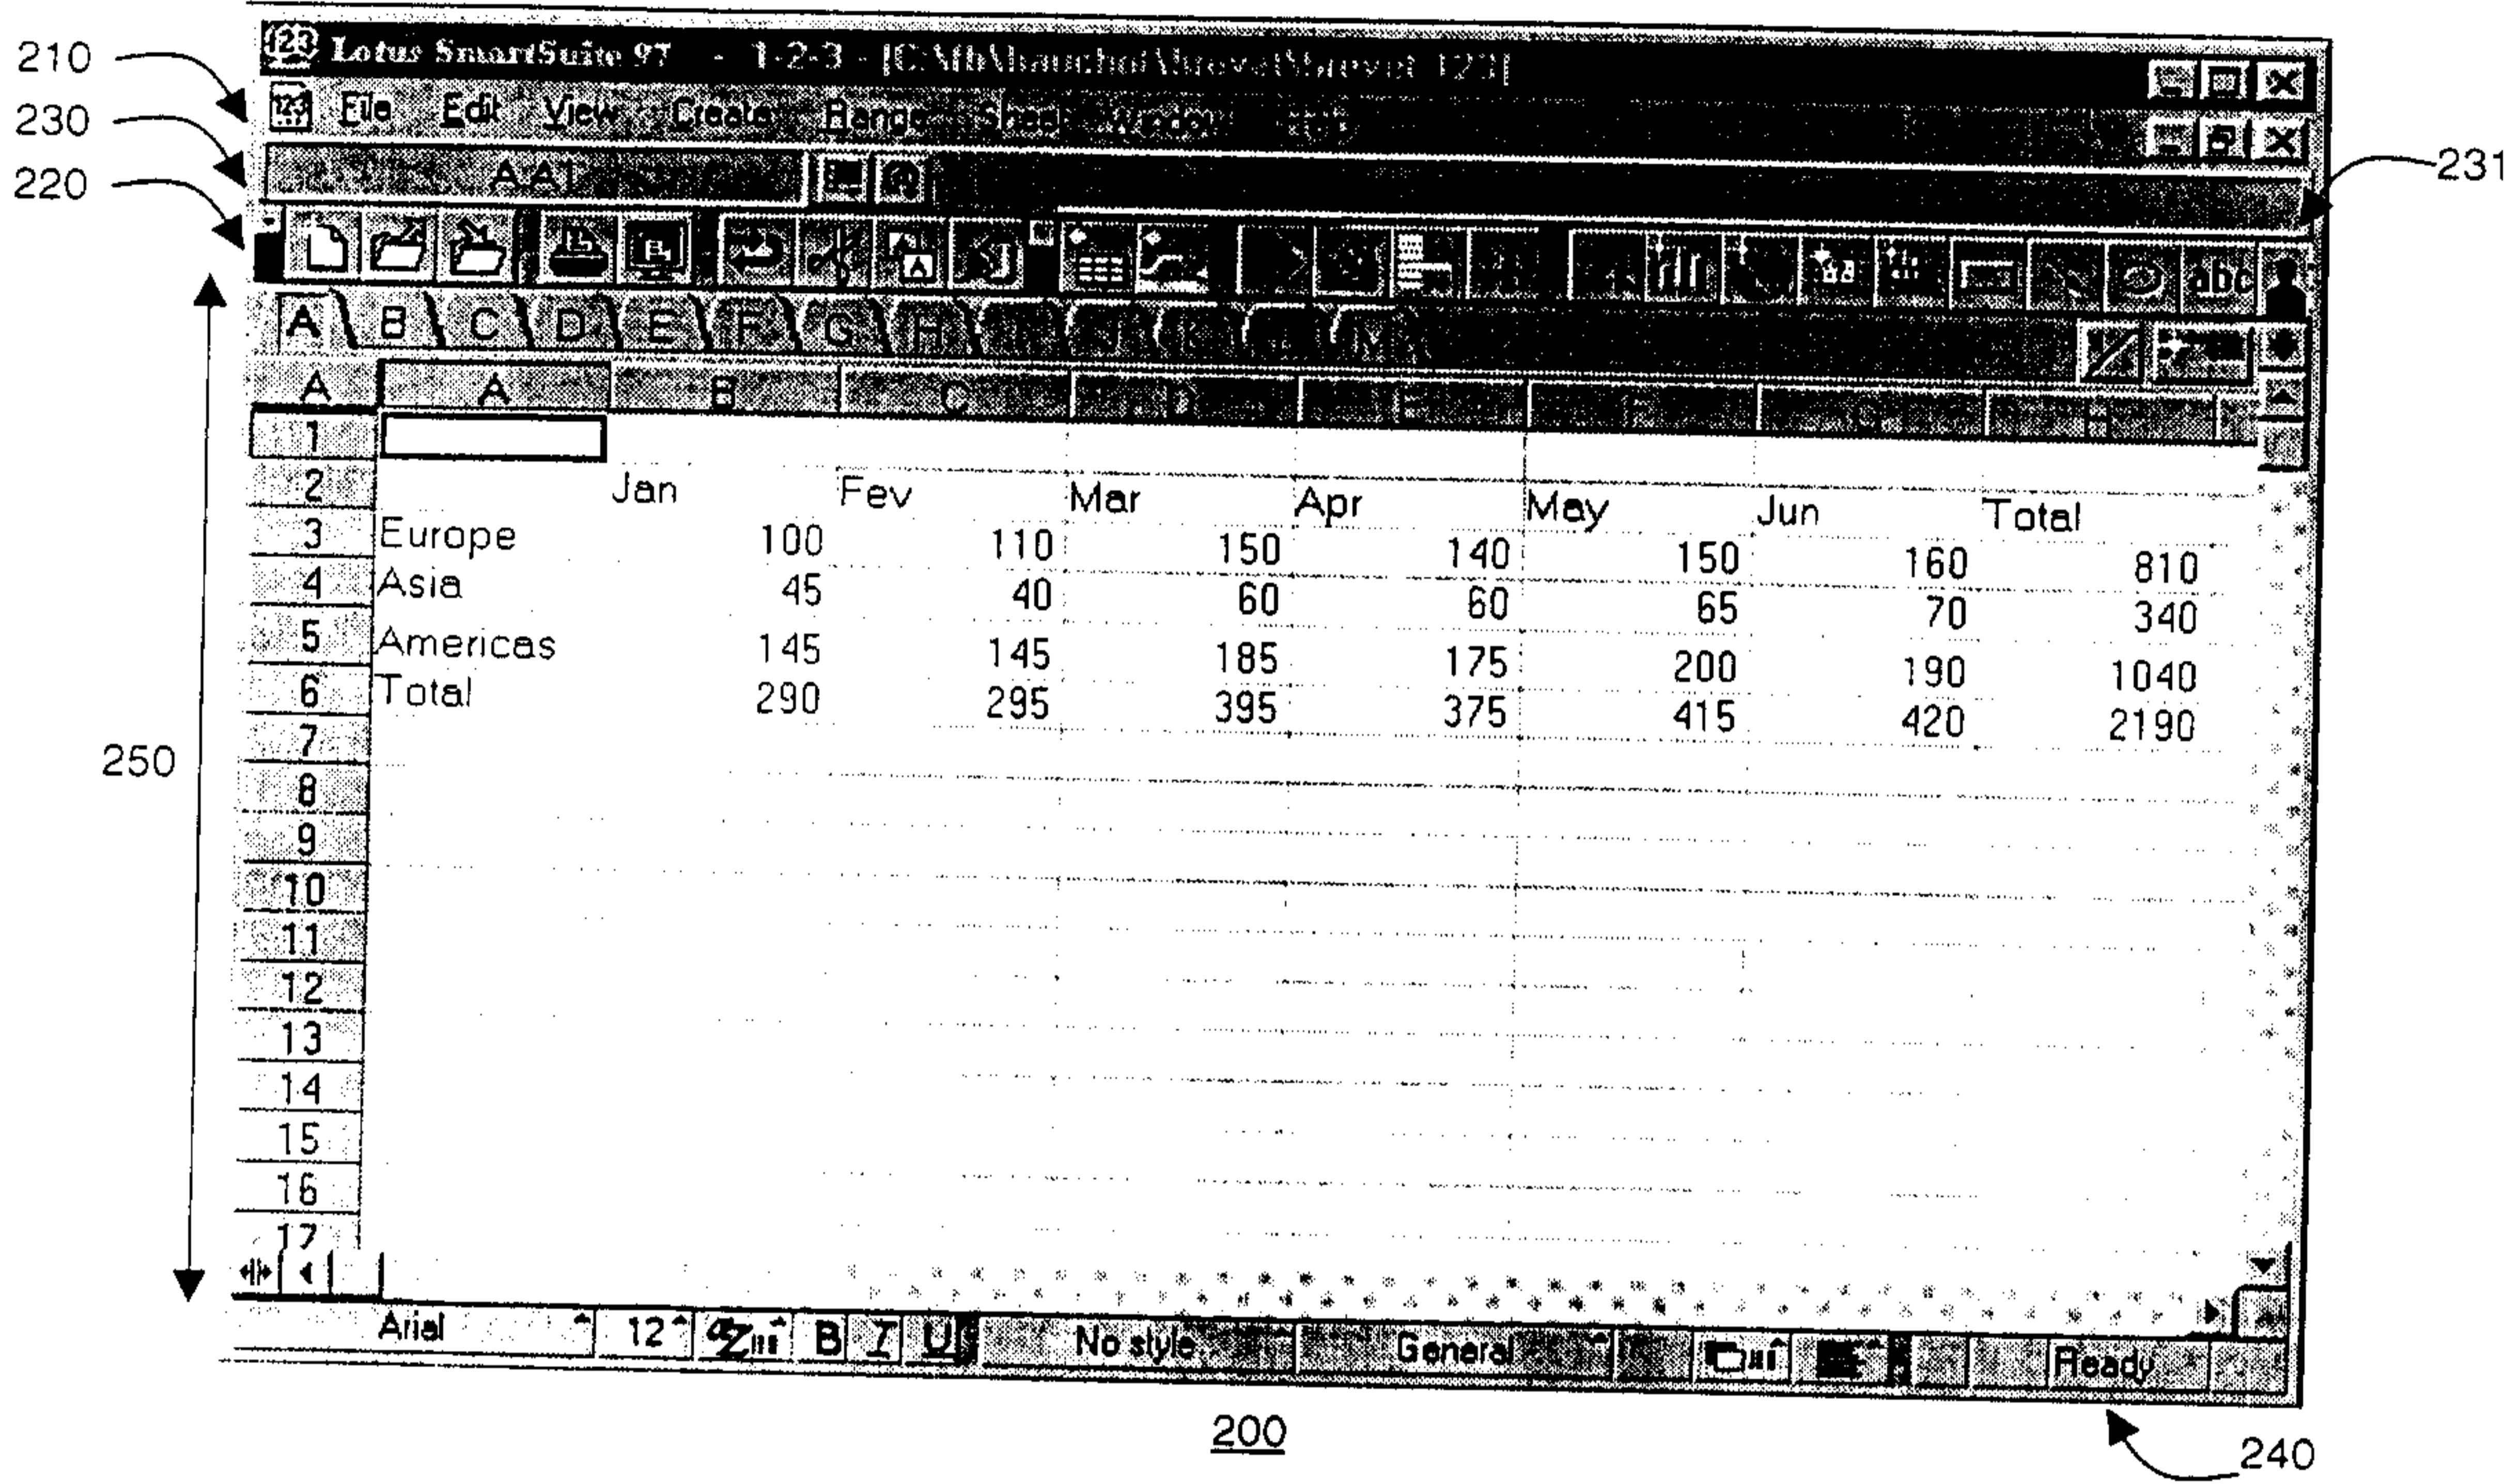 Lotus SmartSuite 97 - 1-2-3 -
210
File Edit View Create Range Sheet Window
230
A:A1
231
220
abc
A B C D E F G H I J K L M
A A B C D E F G H
1
2 Jan Fev Mar Apr May Jun Total
3 Europe 100 110 150 140 150 160 810
4 Asia 45 40 60 60 65 70 340
5 Americas 145 145 185 175 200 190 1040
6 Total 290 295 395 375 415 420 2190
7
250
8
9
10
11
12
13
14
15
16
17
Arial 12 B I U No style General Ready
200
240